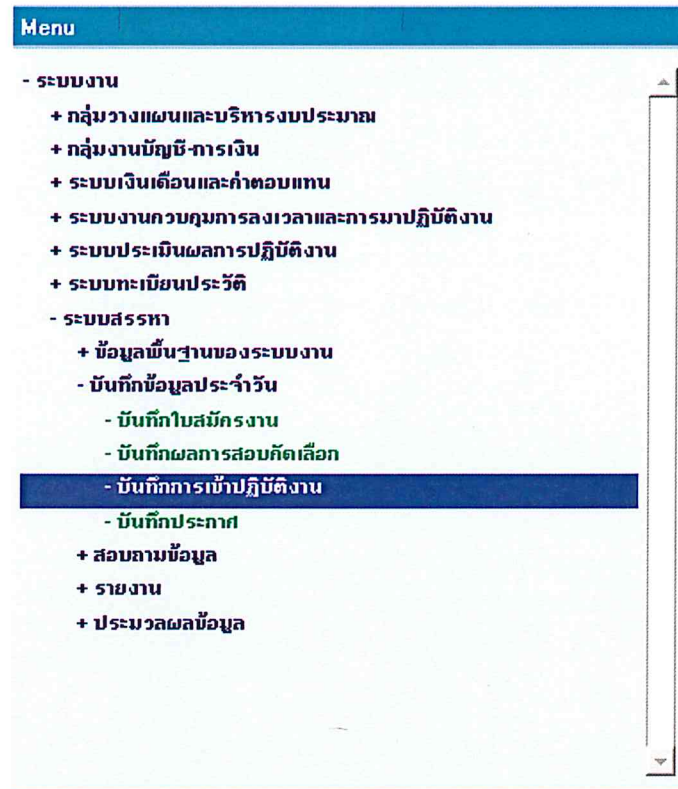 Menu
- ระบบงาน
+ กลุ่มวางแผนและบริหารงบประมาณ
+ กลุ่มงานบัญชี-การเงิน
+ ระบบเงินเดือนและค่าตอบแทน
+ ระบบงานควบคุมการลงเวลาและการมาปฏิบัติงาน
+ ระบบประเมินผลการปฏิบัติงาน
+ ระบบทะเบียนประวัติ
- ระบบสรรหา
+ ข้อมูลพื้นฐานของระบบงาน
- บันทึกข้อมูลประจำวัน
- บันทึกใบสมัครงาน
- บันทึกผลการสอบคัดเลือก
- บันทึกการเข้าปฏิบัติงาน
- บันทึกประกาศ
+ สอบถามข้อมูล
+ รายงาน
+ ประมวลผลข้อมูล